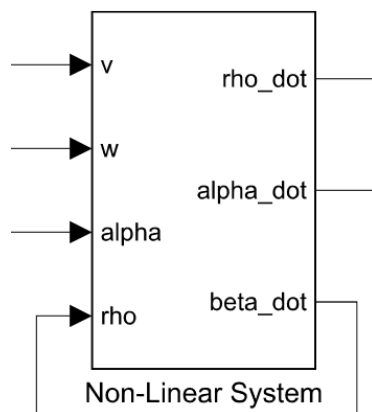 v
rho_dot
w
alpha_dot
alpha
beta_dot
rho
Non-Linear System